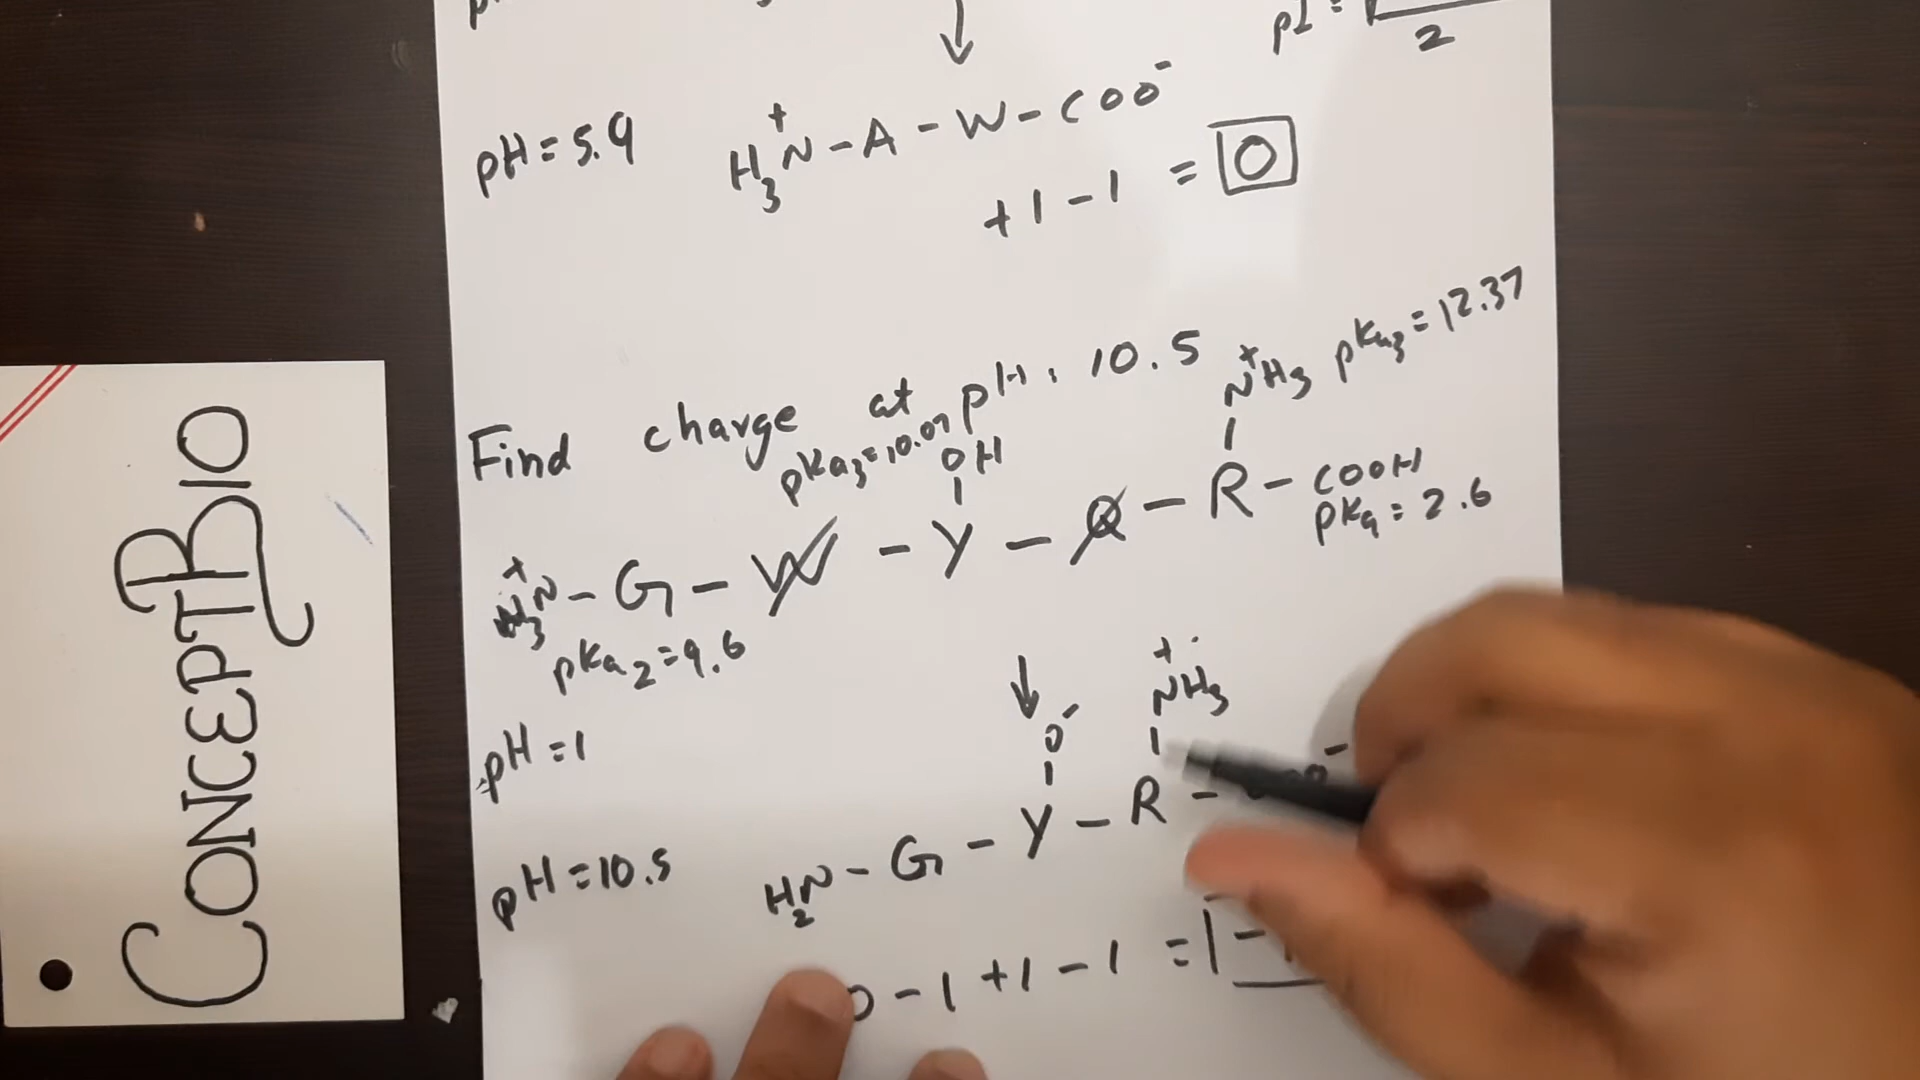 pI =
2
pH = 5.9
H3N+ - A - W - COO-
+1 - 1 = 0
Find charge at pH : 10.5
pKa3 = 10.07
OH
+NH3 pKa3 = 12.37
H3N+ - G - W - Y - Q - R - COOH
pKa2 = 9.6
pKa = 2.6
pH = 1
O-
+NH3
pH = 10.5
H2N - G - Y - R -
0 - 1 + 1 - 1 =
CONCEPTBIO